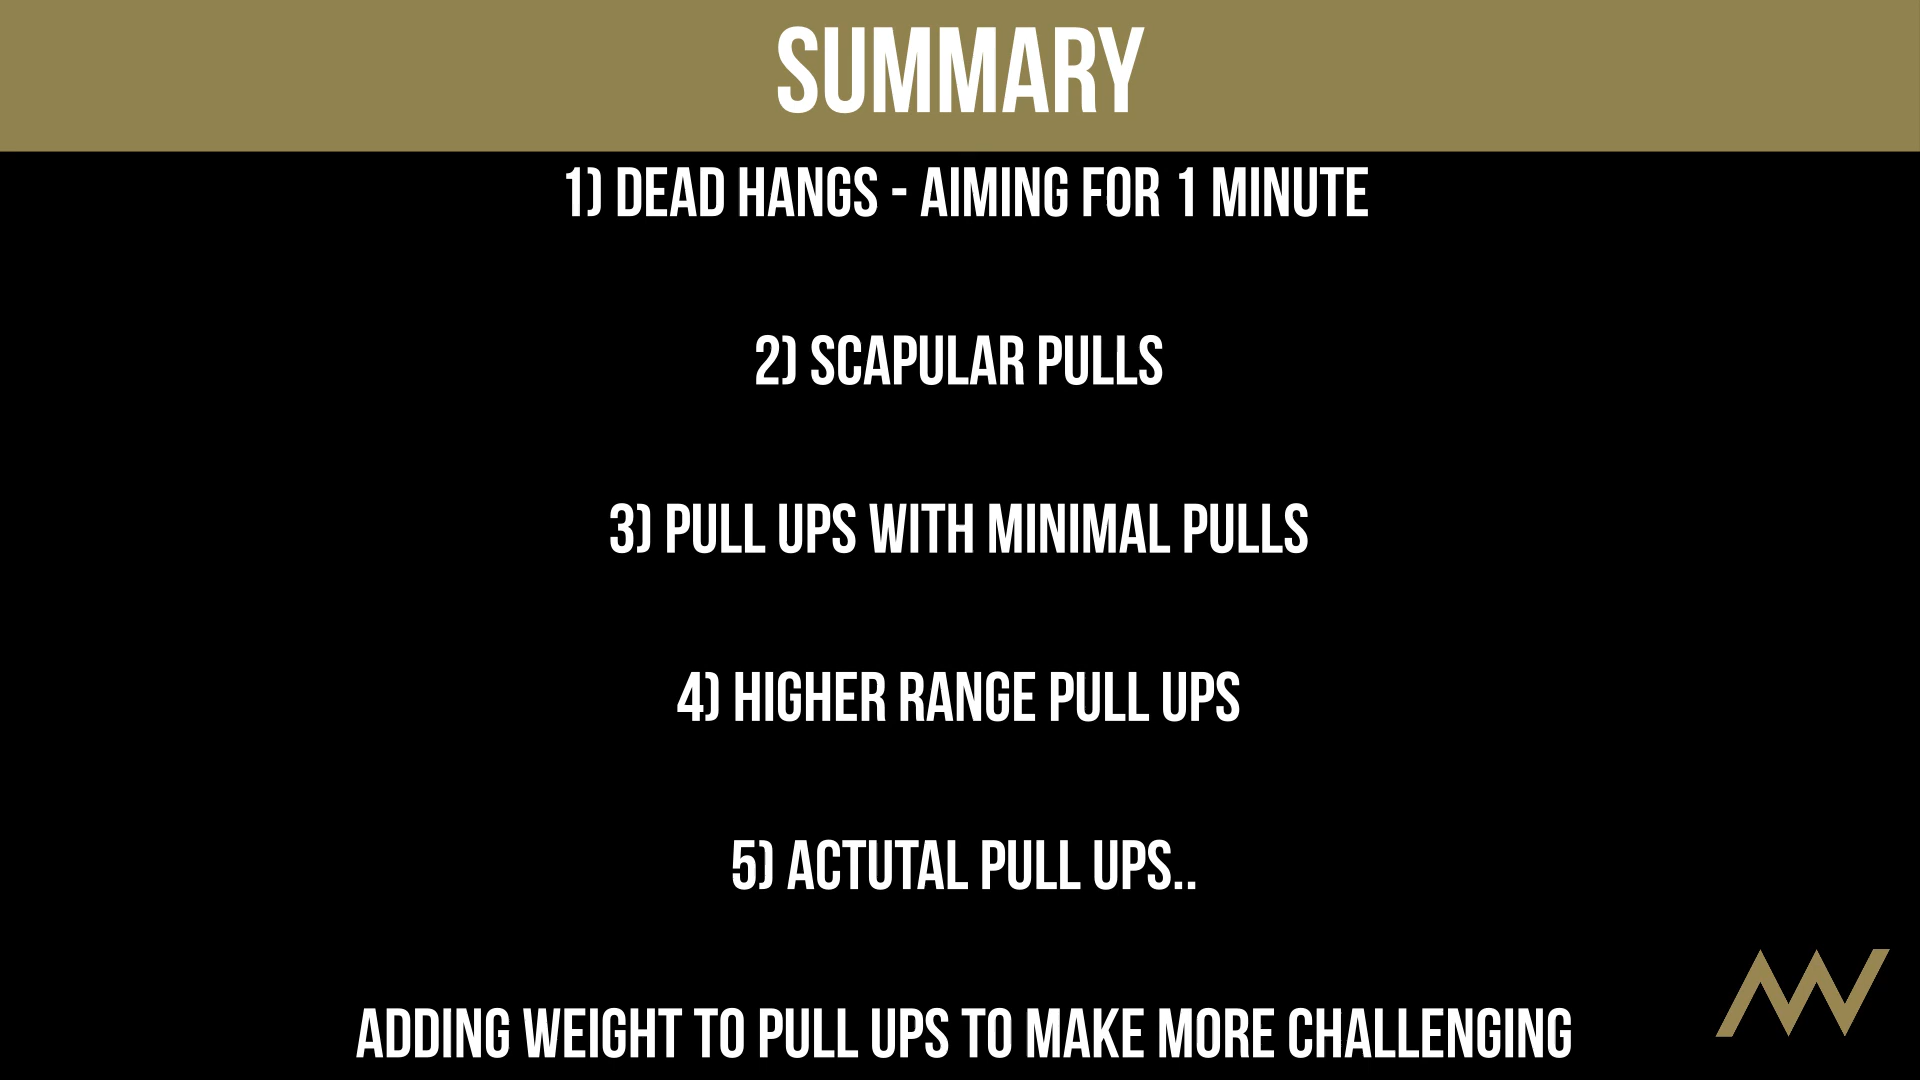 SUMMARY
1) DEAD HANGS - AIMING FOR 1 MINUTE
2) SCAPULAR PULLS
3) PULL UPS WITH MINIMAL PULLS
4) HIGHER RANGE PULL UPS
5) ACTUTAL PULL UPS..
ADDING WEIGHT TO PULL UPS TO MAKE MORE CHALLENGING